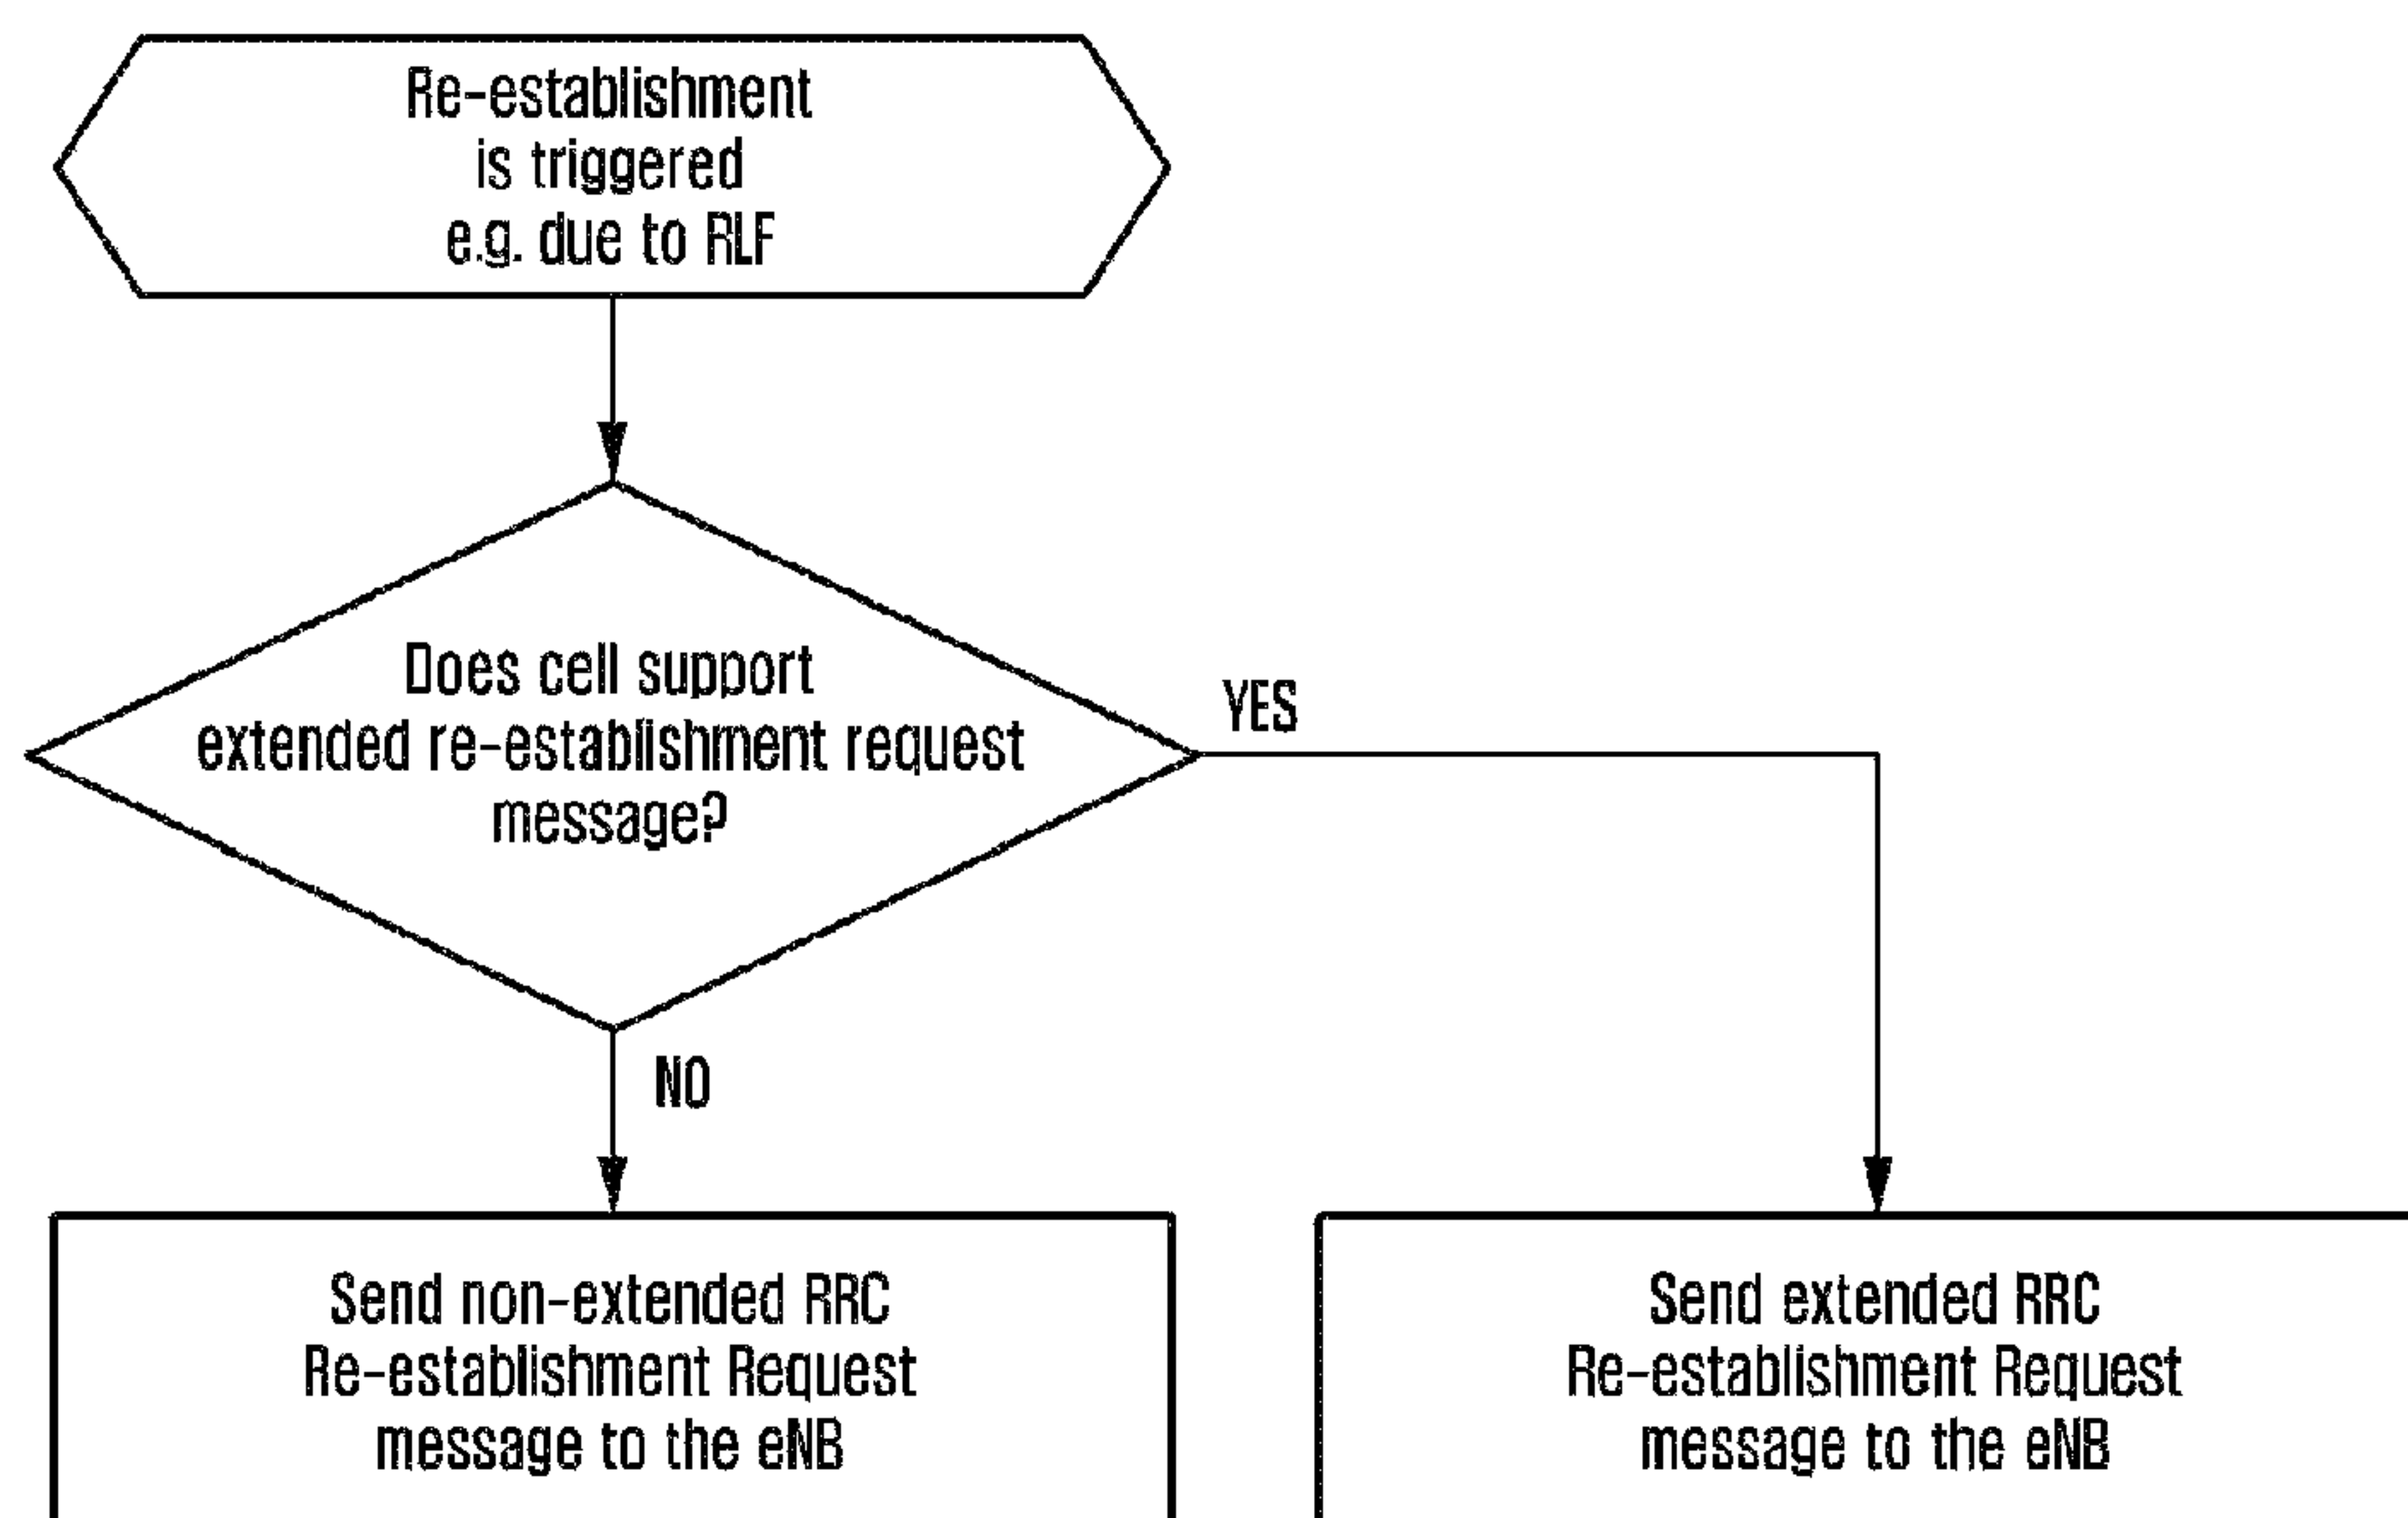 Re-establishment
is triggered
e.g. due to RLF
Does cell support
extended re-establishment request
message?
YES
NO
Send non-extended RRC
Re-establishment Request
message to the eNB
Send extended RRC
Re-establishment Request
message to the eNB